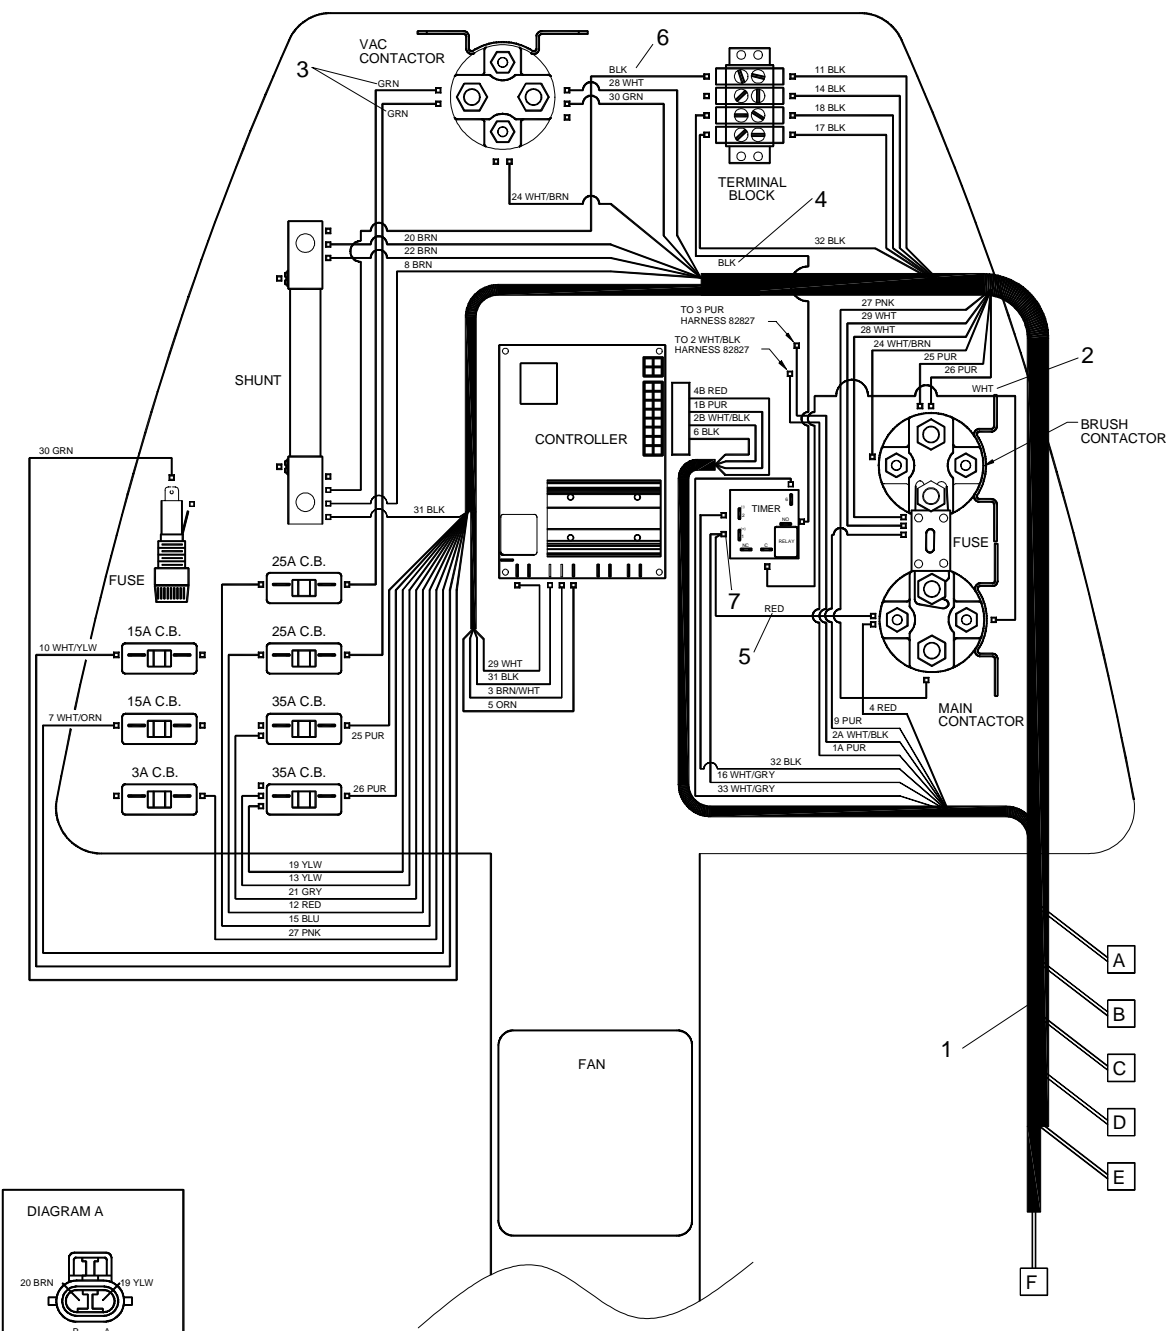 VAC
CONTACTOR
3
GRN
GRN
BLK
6
28 WHT
30 GRN
11 BLK
14 BLK
18 BLK
17 BLK
TERMINAL
BLOCK
24 WHT/BRN
4
32 BLK
BLK
20 BRN
22 BRN
8 BRN
TO 3 PUR
HARNESS 82827
TO 2 WHT/BLK
HARNESS 82827
27 PNK
29 WHT
28 WHT
24 WHT/BRN
25 PUR
26 PUR
WHT
2
SHUNT
CONTROLLER
4B RED
1B PUR
2B WHT/BLK
6 BLK
BRUSH
CONTACTOR
30 GRN
31 BLK
TIMER
NO
RELAY
NC
C
FUSE
FUSE
25A C.B.
7
RED
5
15A C.B.
25A C.B.
10 WHT/YLW
29 WHT
31 BLK
3 BRN/WHT
5 ORN
15A C.B.
35A C.B.
7 WHT/ORN
25 PUR
4 RED
MAIN
CONTACTOR
9 PUR
2A WHT/BLK
1A PUR
3A C.B.
35A C.B.
26 PUR
32 BLK
16 WHT/GRY
33 WHT/GRY
19 YLW
13 YLW
21 GRY
12 RED
15 BLU
27 PNK
A
B
1
C
FAN
D
E
F
DIAGRAM A
20 BRN
19 YLW
B
A